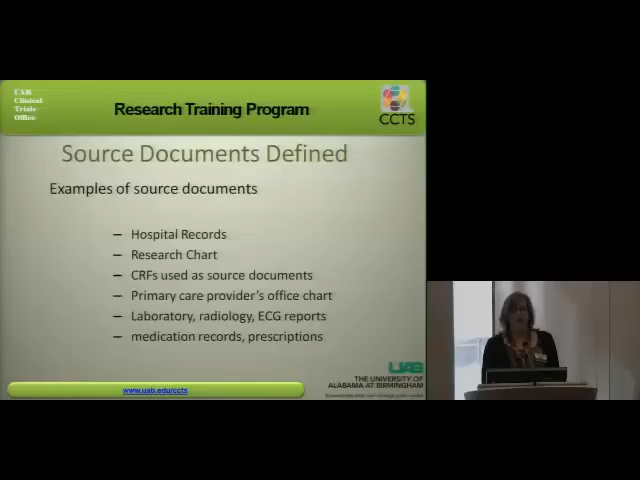 UAB
Clinical
Trials
Office
Research Training Program
CCTS
Source Documents Defined
Examples of source documents
– Hospital Records
– Research Chart
– CRFs used as source documents
– Primary care provider's office chart
– Laboratory, radiology, ECG reports
– medication records, prescriptions
www.uab.edu/ccts
UAB
THE UNIVERSITY OF
ALABAMA AT BIRMINGHAM